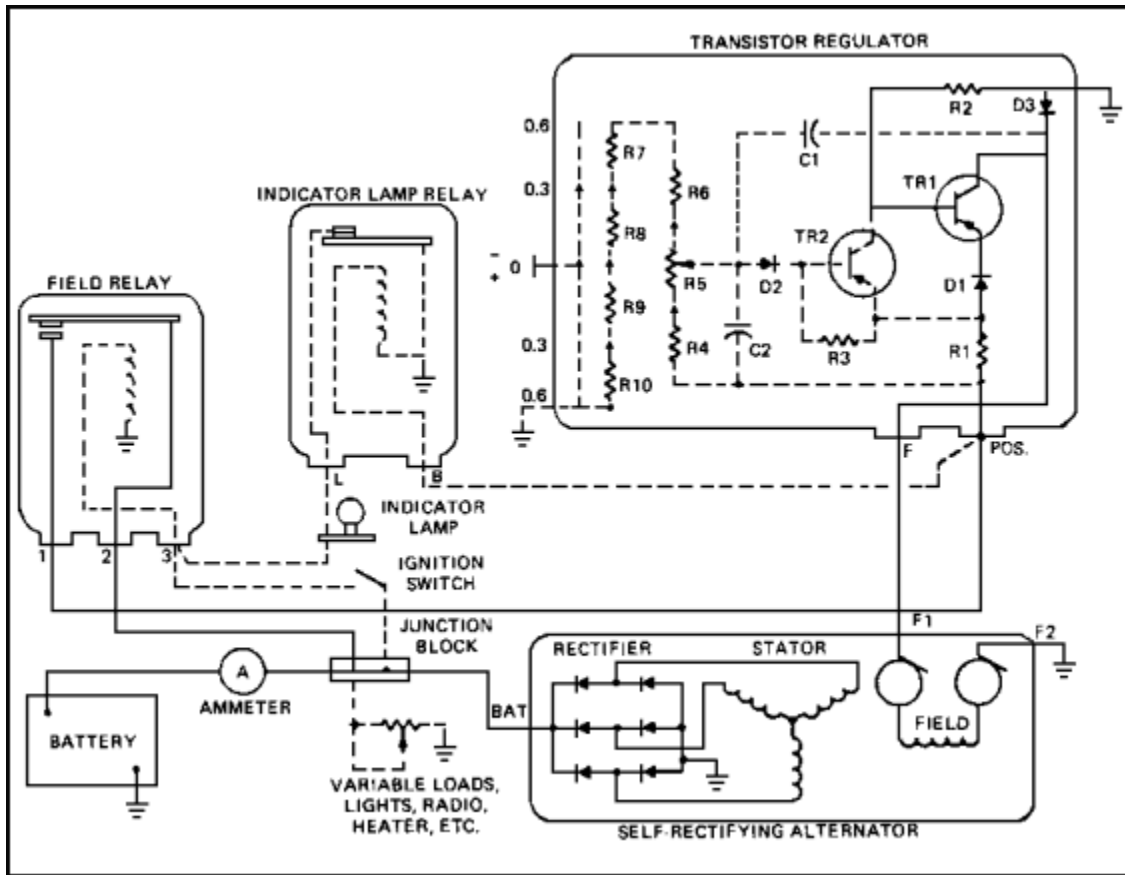 TRANSISTOR REGULATOR
R2
D3
0.6
C1
R7
TR1
INDICATOR LAMP RELAY
0.3
R6
R8
TR2
-
0
+
FIELD RELAY
R5
D2
D1
R9
0.3
R4
C2
R3
R1
R10
0.6
F
POS.
L
B
INDICATOR
LAMP
1
2
3
IGNITION
SWITCH
F1
JUNCTION
BLOCK
F2
RECTIFIER
STATOR
A
AMMETER
BAT
FIELD
BATTERY
VARIABLE LOADS,
LIGHTS, RADIO,
HEATER, ETC.
SELF-RECTIFYING ALTERNATOR